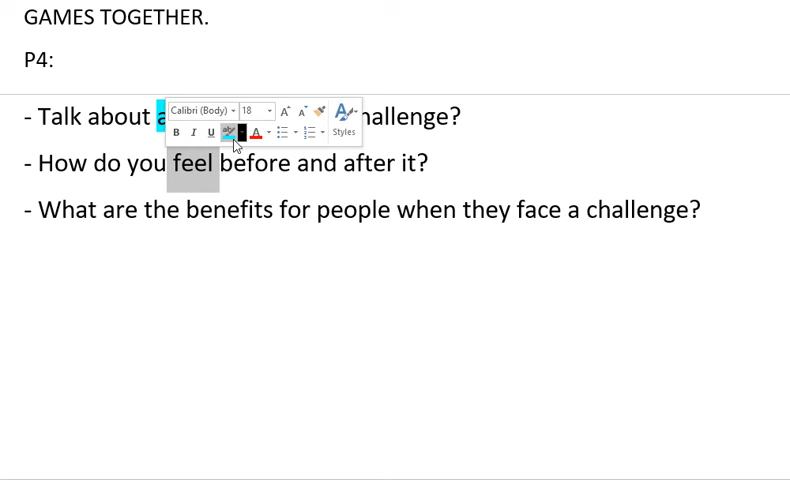 GAMES TOGETHER.
P4:
Calibri (Body) 18
- Talk about a hallenge?
B I U aby A Styles
- How do you feel before and after it?
- What are the benefits for people when they face a challenge?